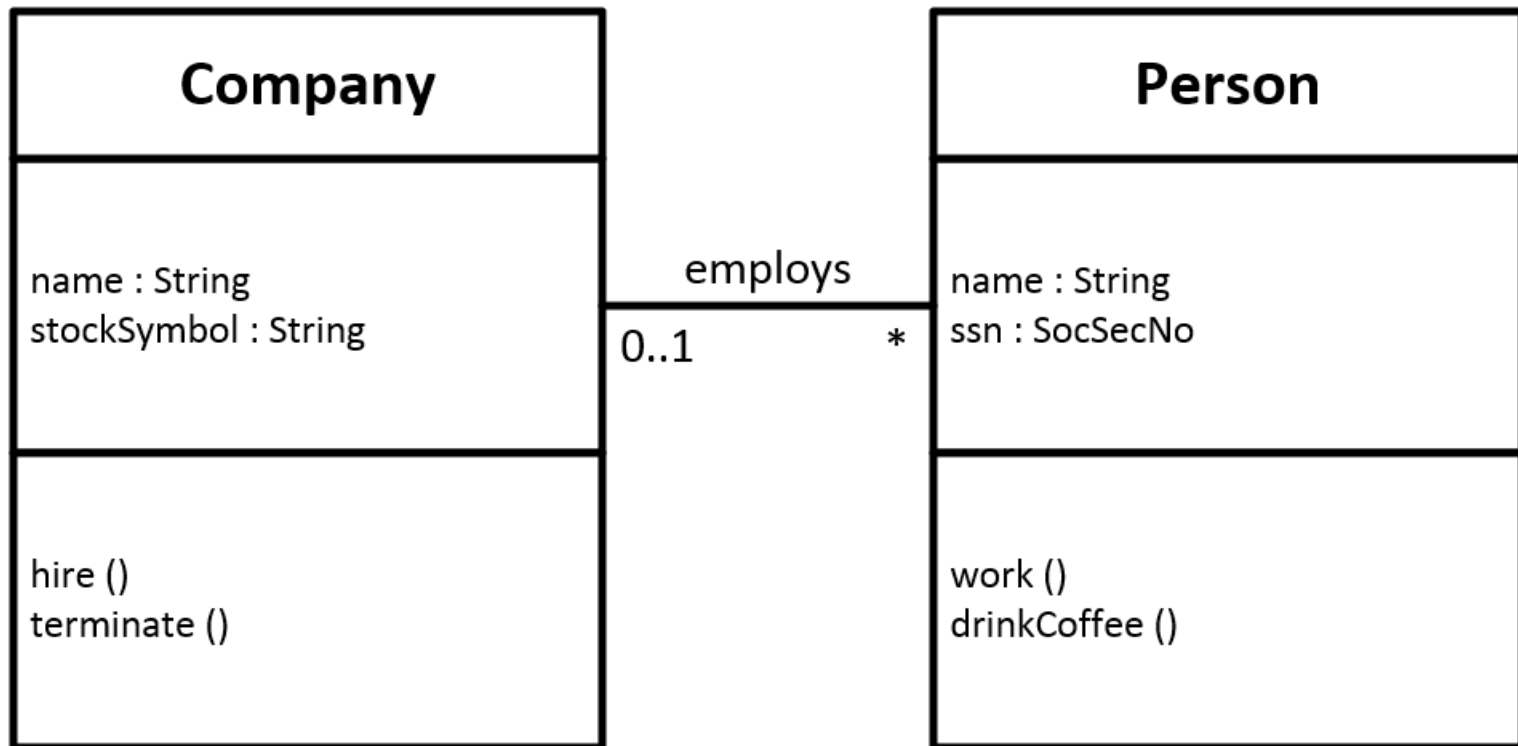 Company
name : String
stockSymbol : String
hire ()
terminate ()
employs
0..1
*
Person
name : String
ssn : SocSecNo
work ()
drinkCoffee ()